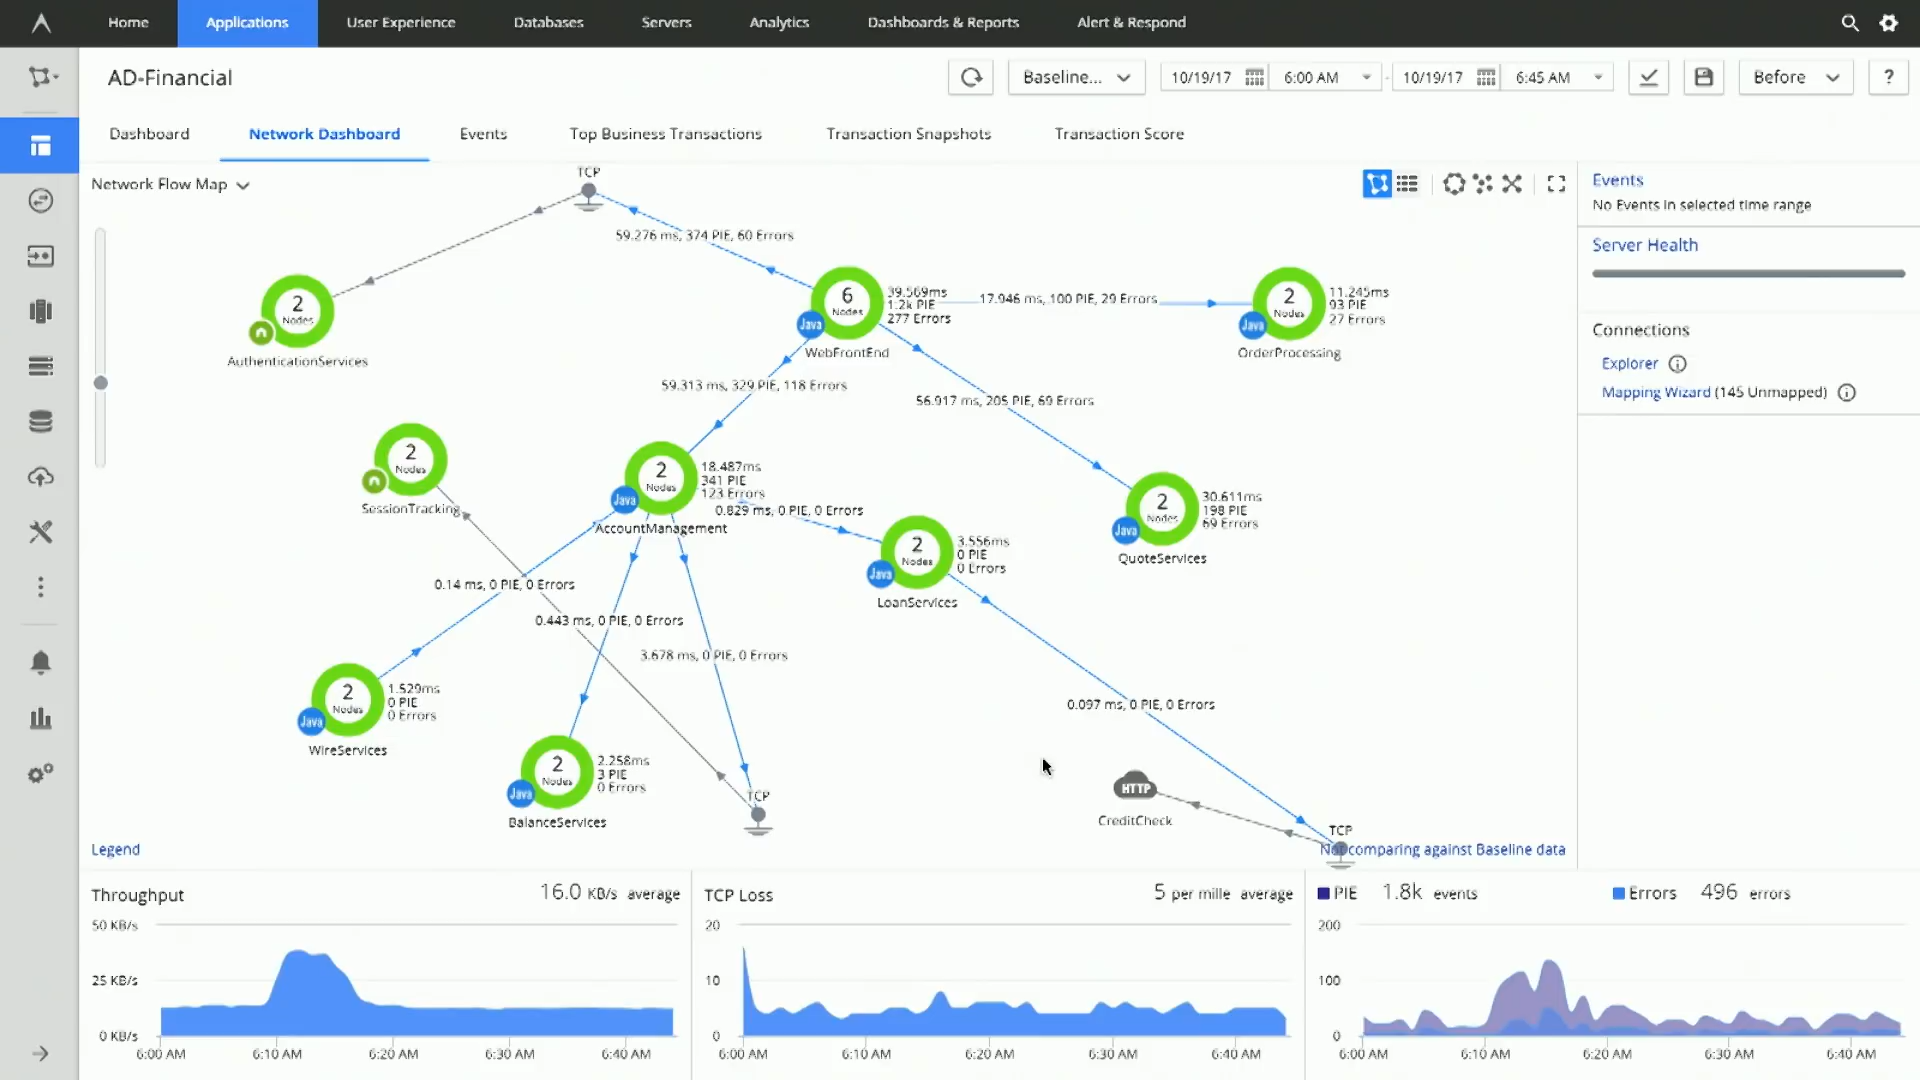 Home Applications User Experience Databases Servers Analytics Dashboards & Reports Alert & Respond
AD-Financial
Baseline... 10/19/17 6:00 AM - 10/19/17 6:45 AM Before ?
Dashboard Network Dashboard Events Top Business Transactions Transaction Snapshots Transaction Score
Network Flow Map
TCP
59.276 ms, 374 PIE, 60 Errors
2
Nodes
AuthenticationServices
6
Nodes
Java
WebFrontEnd
39.569ms
1.2k PIE
277 Errors
17.946 ms, 100 PIE, 29 Errors
2
Nodes
Java
OrderProcessing
11.245ms
93 PIE
27 Errors
59.313 ms, 329 PIE, 118 Errors
56.917 ms, 205 PIE, 69 Errors
2
Nodes
SessionTracking
2
Nodes
Java
AccountManagement
18.487ms
341 PIE
123 Errors
0.829 ms, 0 PIE, 0 Errors
2
Nodes
Java
LoanServices
3.556ms
0 PIE
0 Errors
2
Nodes
Java
QuoteServices
30.611ms
198 PIE
69 Errors
0.14 ms, 0 PIE, 0 Errors
0.443 ms, 0 PIE, 0 Errors
3.678 ms, 0 PIE, 0 Errors
0.097 ms, 0 PIE, 0 Errors
2
Nodes
Java
WireServices
1.529ms
0 PIE
0 Errors
2
Nodes
Java
BalanceServices
2.258ms
3 PIE
0 Errors
TCP
HTTP
CreditCheck
TCP
Legend
Not comparing against Baseline data
Events
No Events in selected time range
Server Health
Connections
Explorer
Mapping Wizard (145 Unmapped)
Throughput 16.0 KB/s average
50 KB/s
25 KB/s
0 KB/s
6:00 AM 6:10 AM 6:20 AM 6:30 AM 6:40 AM
TCP Loss 5 per mille average
20
10
0
6:00 AM 6:10 AM 6:20 AM 6:30 AM 6:40 AM
PIE 1.8k events Errors 496 errors
200
100
0
6:00 AM 6:10 AM 6:20 AM 6:30 AM 6:40 AM